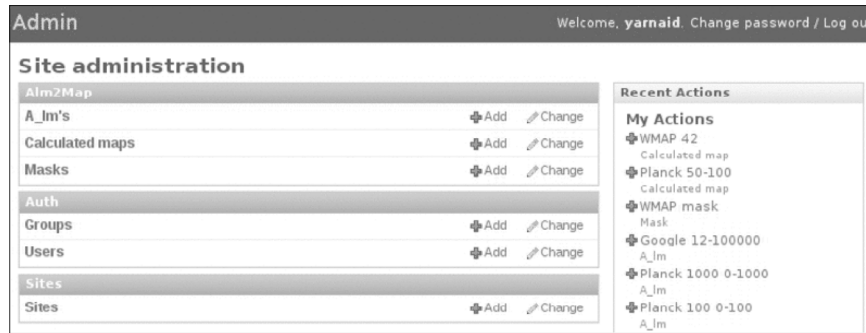 Admin
Welcome, yarnaid. Change password / Log ou
Site administration
Alm2Map
A_lm's Add Change
Calculated maps Add Change
Masks Add Change
Auth
Groups Add Change
Users Add Change
Sites
Sites Add Change
Recent Actions
My Actions
WMAP 42
Calculated map
Planck 50-100
Calculated map
WMAP mask
Mask
Google 12-100000
A_lm
Planck 1000 0-1000
A_lm
Planck 100 0-100
A_lm